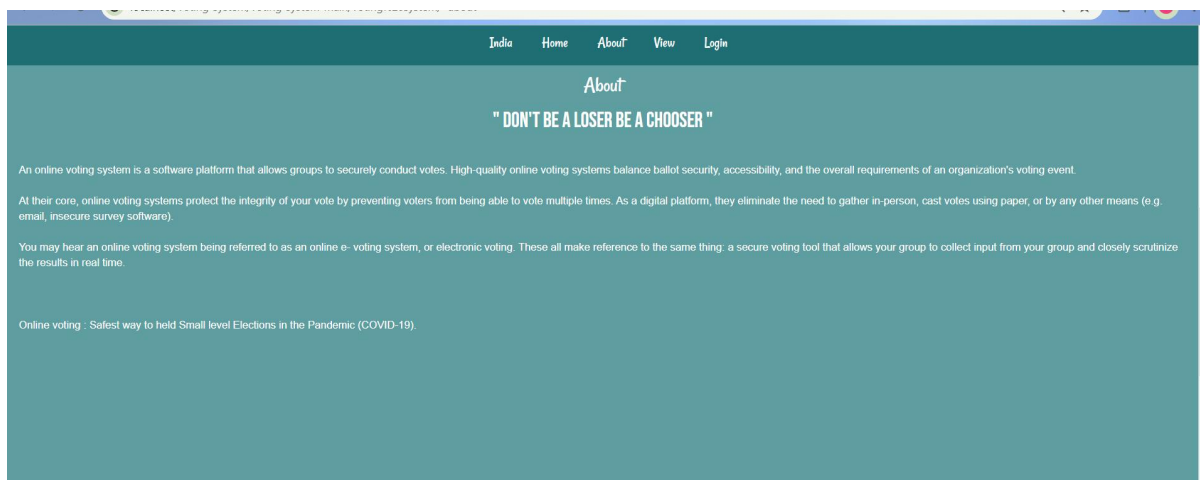 India Home About View Login
About
" DON'T BE A LOSER BE A CHOOSER "
An online voting system is a software platform that allows groups to securely conduct votes. High-quality online voting systems balance ballot security, accessibility, and the overall requirements of an organization's voting event.
At their core, online voting systems protect the integrity of your vote by preventing voters from being able to vote multiple times. As a digital platform, they eliminate the need to gather in-person, cast votes using paper, or by any other means (e.g.
email, insecure survey software).
You may hear an online voting system being referred to as an online e- voting system, or electronic voting. These all make reference to the same thing: a secure voting tool that allows your group to collect input from your group and closely scrutinize
the results in real time.
Online voting : Safest way to held Small level Elections in the Pandemic (COVID-19).